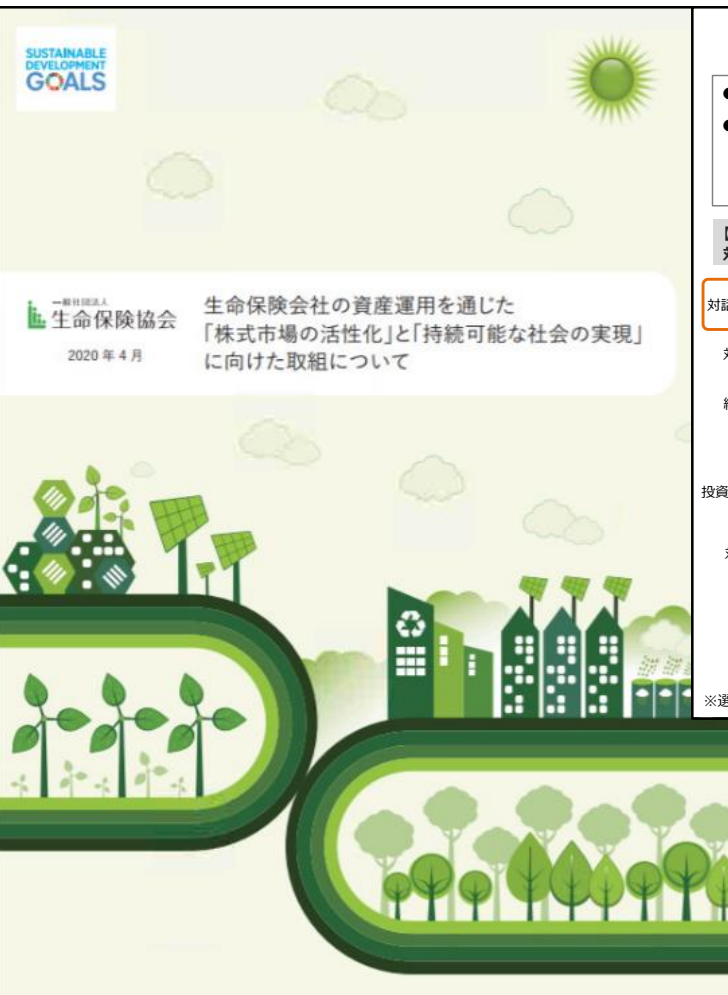 SUSTAINABLE
DEVELOPMENT
GOALS
一般社団法人
生命保険協会
2020年4月
生命保険会社の資産運用を通じた
「株式市場の活性化」と「持続可能な社会の実現」
に向けた取組について
対話
投資
※選